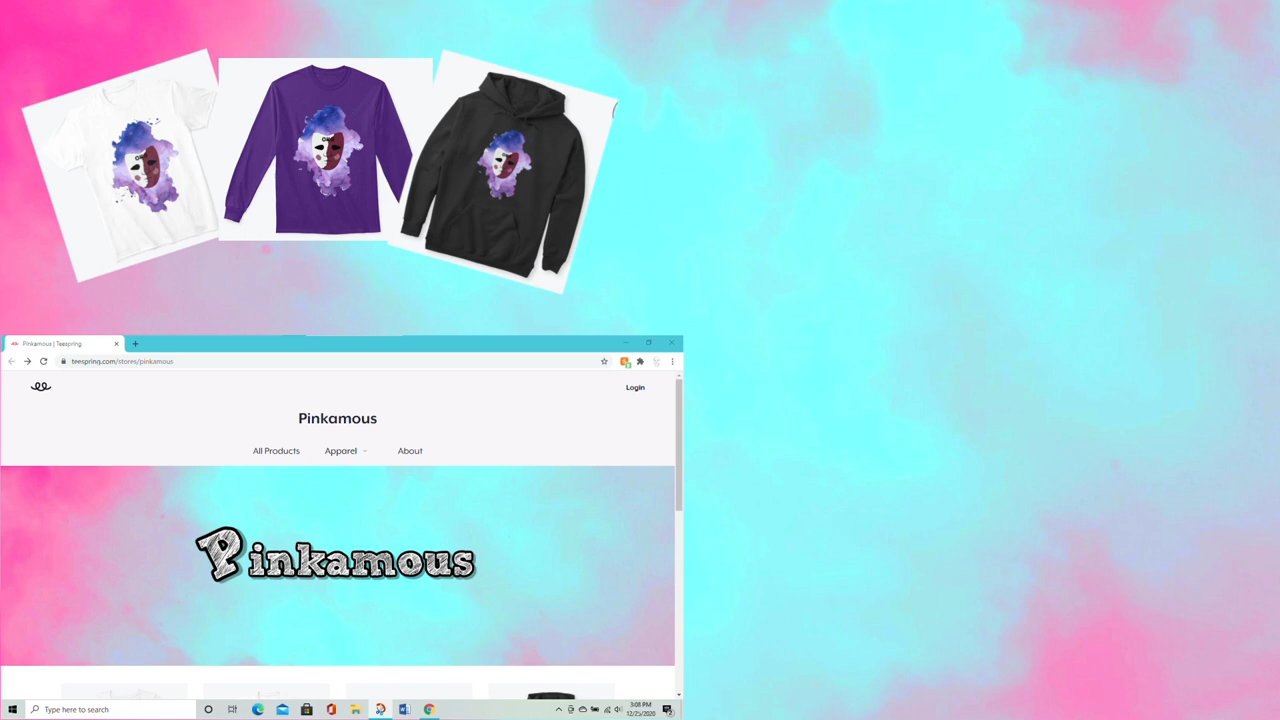 Pinkamous | Teespring
teespring.com/stores/pinkamous
Login
Pinkamous
All Products Apparel About
Pinkamous
Type here to search
3:08 PM
12/25/2020